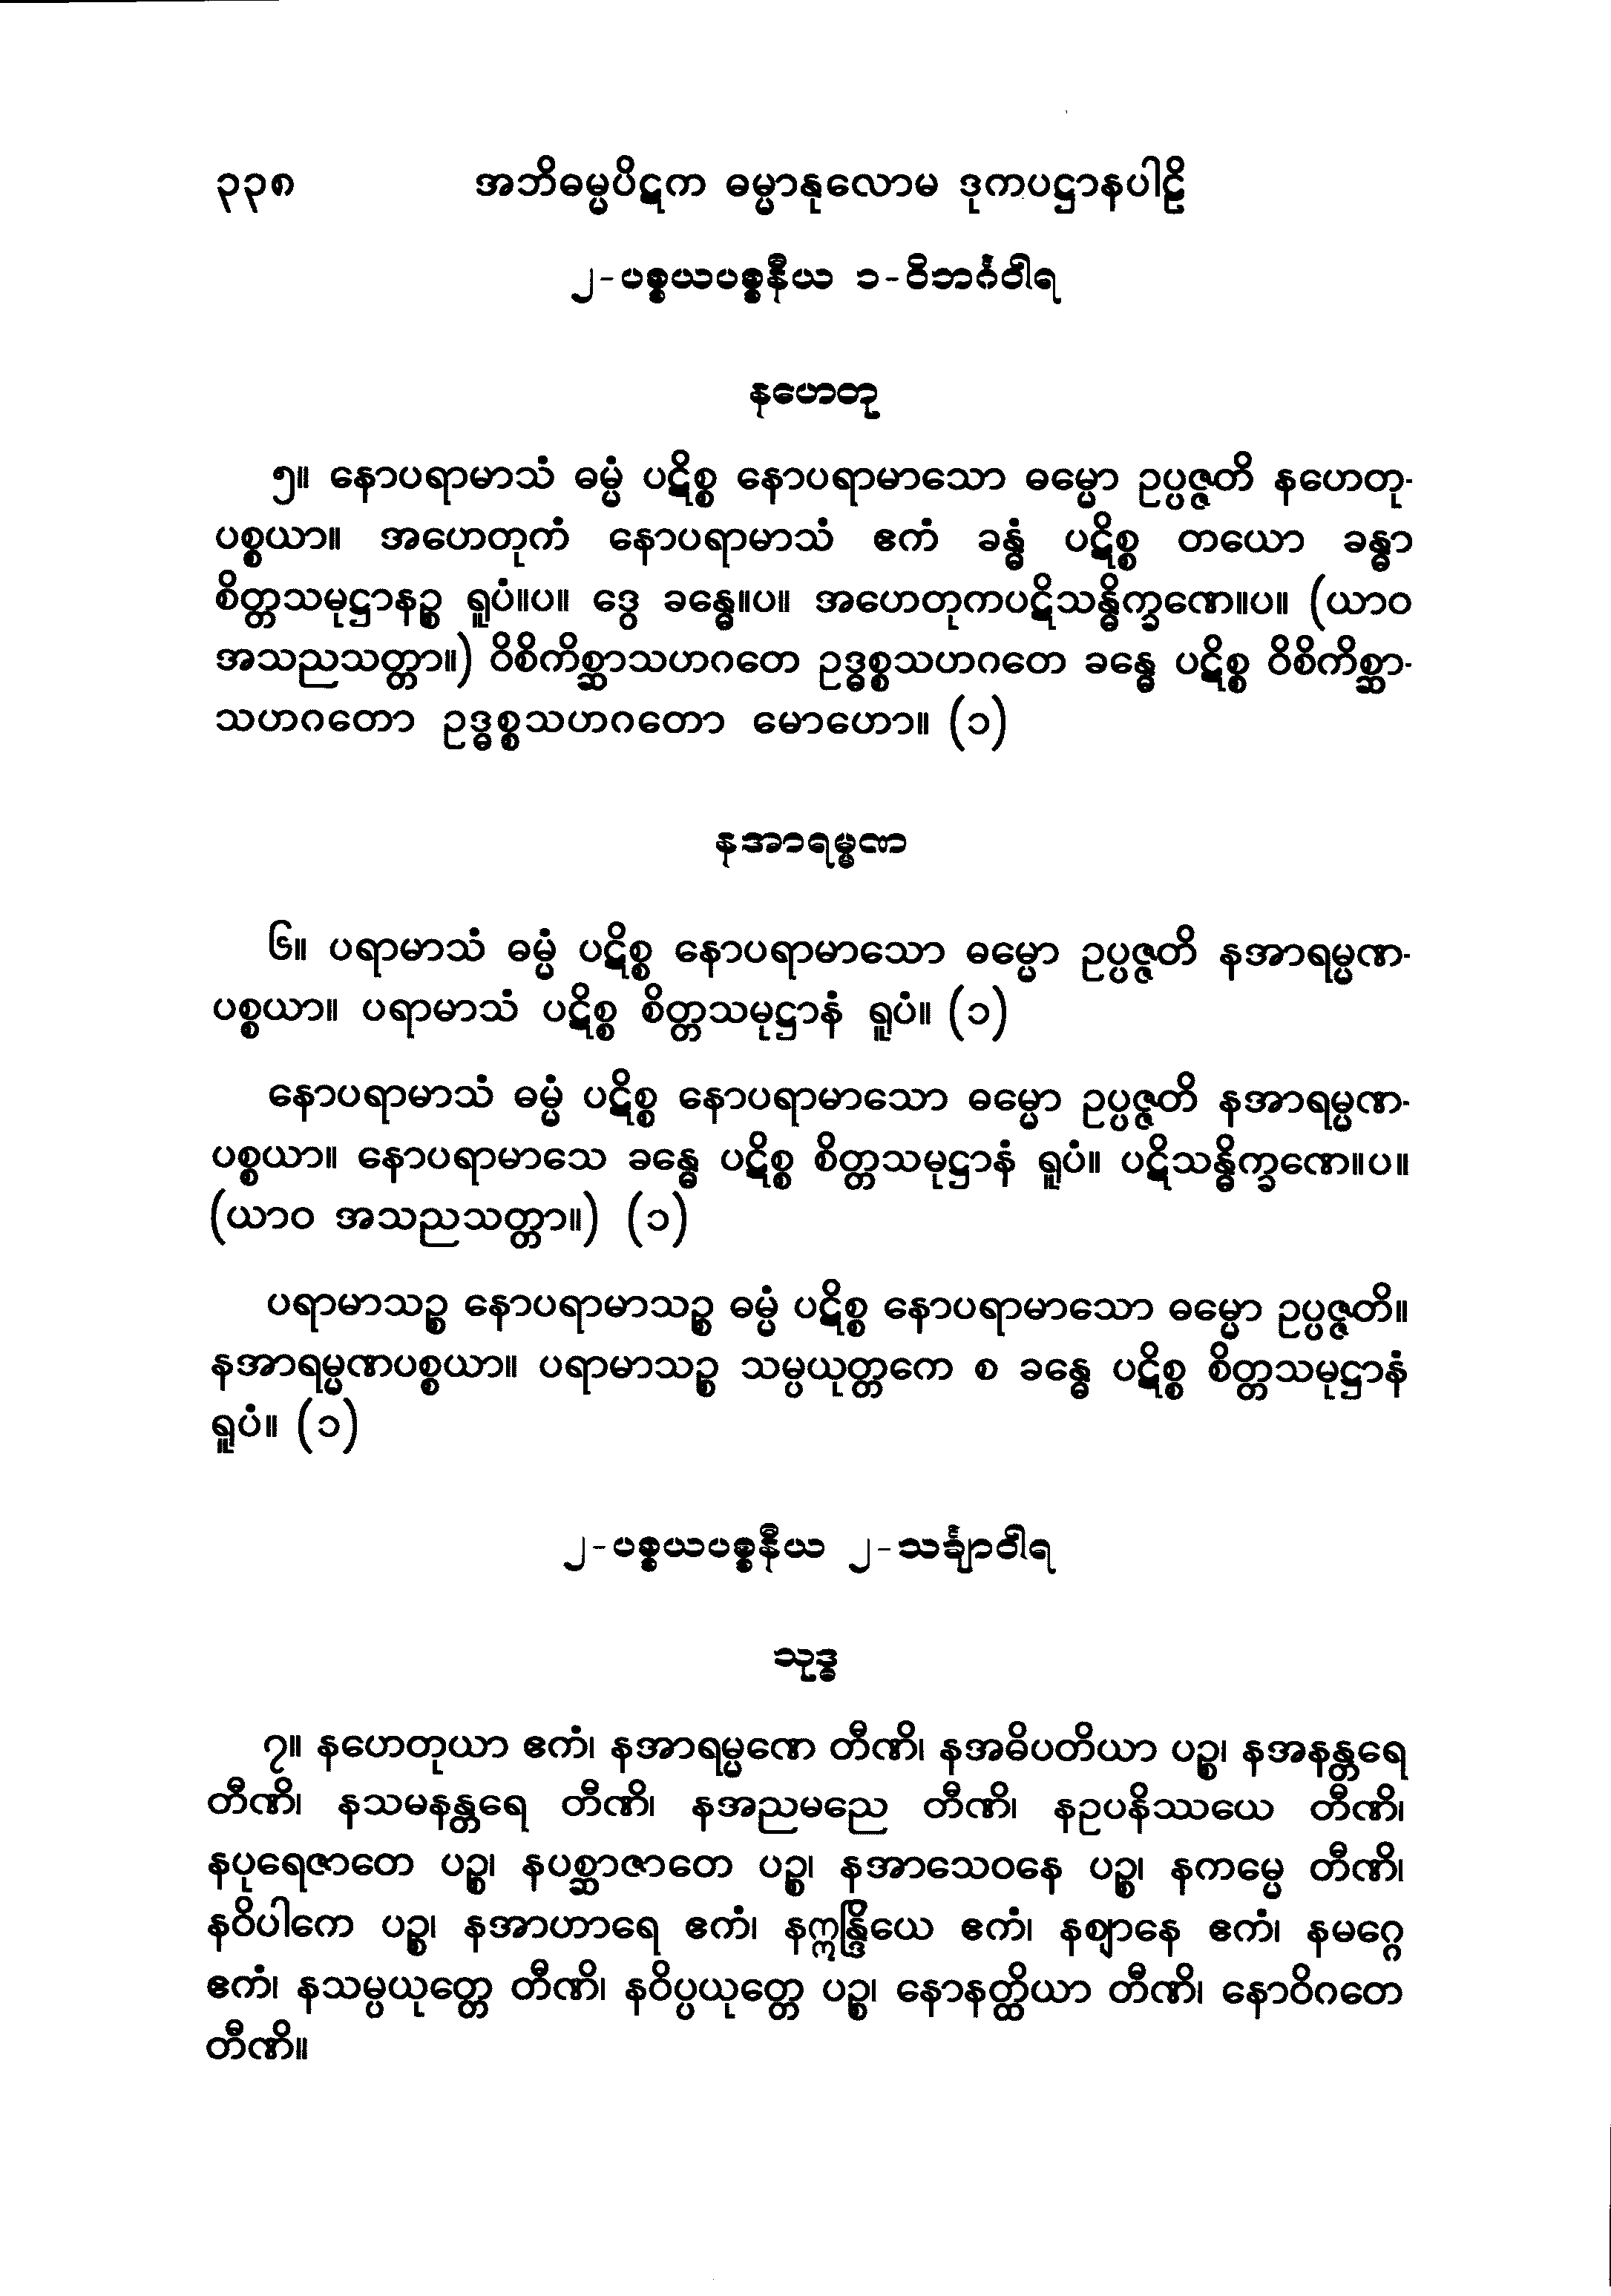 ၃၃၈ အဘိဓမ္မပိဋက ဓမ္မာနုလောမ ဒုကပဋ္ဌာနပါဠိ
၂-ပစ္စယပစ္စနီယ ၁-ဝိဘင်္ဂဝါရ
နဟေတု
၅။ နောပရာမာသံ ဓမ္မံ ပဋိစ္စ နောပရာမာသော ဓမ္မော ဥပ္ပဇ္ဇတိ နဟေတု-
ပစ္စယာ။ အဟေတုကံ နောပရာမာသံ ဧကံ ခန္ဓံ ပဋိစ္စ တယော ခန္ဓာ
စိတ္တသမုဋ္ဌာနဉ္စ ရူပံ။ပ။ ဒွေ ခန္ဓေ။ပ။ အဟေတုကပဋိသန္ဓိက္ခဏေ။ပ။ (ယာဝ
အသညသတ္တာ။) ဝိစိကိစ္ဆာသဟဂတေ ဥဒ္ဓစ္စသဟဂတေ ခန္ဓေ ပဋိစ္စ ဝိစိကိစ္ဆာ-
သဟဂတော ဥဒ္ဓစ္စသဟဂတော မောဟော။ (၁)
နအာရမ္မဏ
၆။ ပရာမာသံ ဓမ္မံ ပဋိစ္စ နောပရာမာသော ဓမ္မော ဥပ္ပဇ္ဇတိ နအာရမ္မဏ-
ပစ္စယာ။ ပရာမာသံ ပဋိစ္စ စိတ္တသမုဋ္ဌာနံ ရူပံ။ (၁)
နောပရာမာသံ ဓမ္မံ ပဋိစ္စ နောပရာမာသော ဓမ္မော ဥပ္ပဇ္ဇတိ နအာရမ္မဏ-
ပစ္စယာ။ နောပရာမာသေ ခန္ဓေ ပဋိစ္စ စိတ္တသမုဋ္ဌာနံ ရူပံ။ ပဋိသန္ဓိက္ခဏေ။ပ။
(ယာဝ အသညသတ္တာ။) (၁)
ပရာမာသဉ္စ နောပရာမာသဉ္စ ဓမ္မံ ပဋိစ္စ နောပရာမာသော ဓမ္မော ဥပ္ပဇ္ဇတိ။
နအာရမ္မဏပစ္စယာ။ ပရာမာသဉ္စ သမ္ပယုတ္တကေ စ ခန္ဓေ ပဋိစ္စ စိတ္တသမုဋ္ဌာနံ
ရူပံ။ (၁)
၂-ပစ္စယပစ္စနီယ ၂-သင်္ချာဝါရ
သုဒ္ဓ
၇။ နဟေတုယာ ဧကံ၊ နအာရမ္မဏေ တီဏိ၊ နအဓိပတိယာ ပဉ္စ၊ နအနန္တရေ
တီဏိ၊ နသမနန္တရေ တီဏိ၊ နအညမညေ တီဏိ၊ နဥပနိဿယေ တီဏိ၊
နပုရေဇာတေ ပဉ္စ၊ နပစ္ဆာဇာတေ ပဉ္စ၊ နအာသေဝနေ ပဉ္စ၊ နကမ္မေ တီဏိ၊
နဝိပါကေ ပဉ္စ၊ နအာဟာရေ ဧကံ၊ နဣန္ဒြိယေ ဧကံ၊ နဈာနေ ဧကံ၊ နမဂ္ဂေ
ဧကံ၊ နသမ္ပယုတ္တေ တီဏိ၊ နဝိပ္ပယုတ္တေ ပဉ္စ၊ နောနတ္ထိယာ တီဏိ၊ နောဝိဂတေ
တီဏိ။